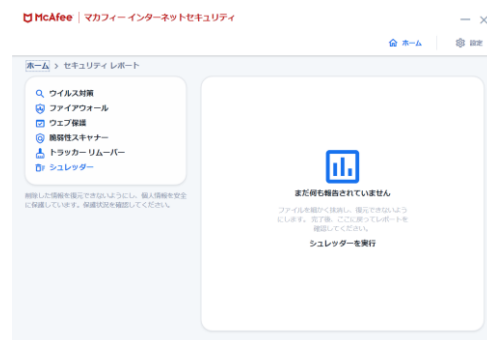 McAfee | マカフィー インターネットセキュリティ
ホーム
設定
ホーム > セキュリティ レポート
ウイルス対策
ファイアウォール
ウェブ保護
脆弱性スキャナー
トラッカー リムーバー
シュレッダー
削除した情報を復元できないようにし、個人情報を安全
に保護しています。保護状況を確認してください。
まだ何も報告されていません
ファイルを細かく抹消し、復元できないよう
にします。 完了後、ここに戻ってレポートを
確認してください。
シュレッダーを実行